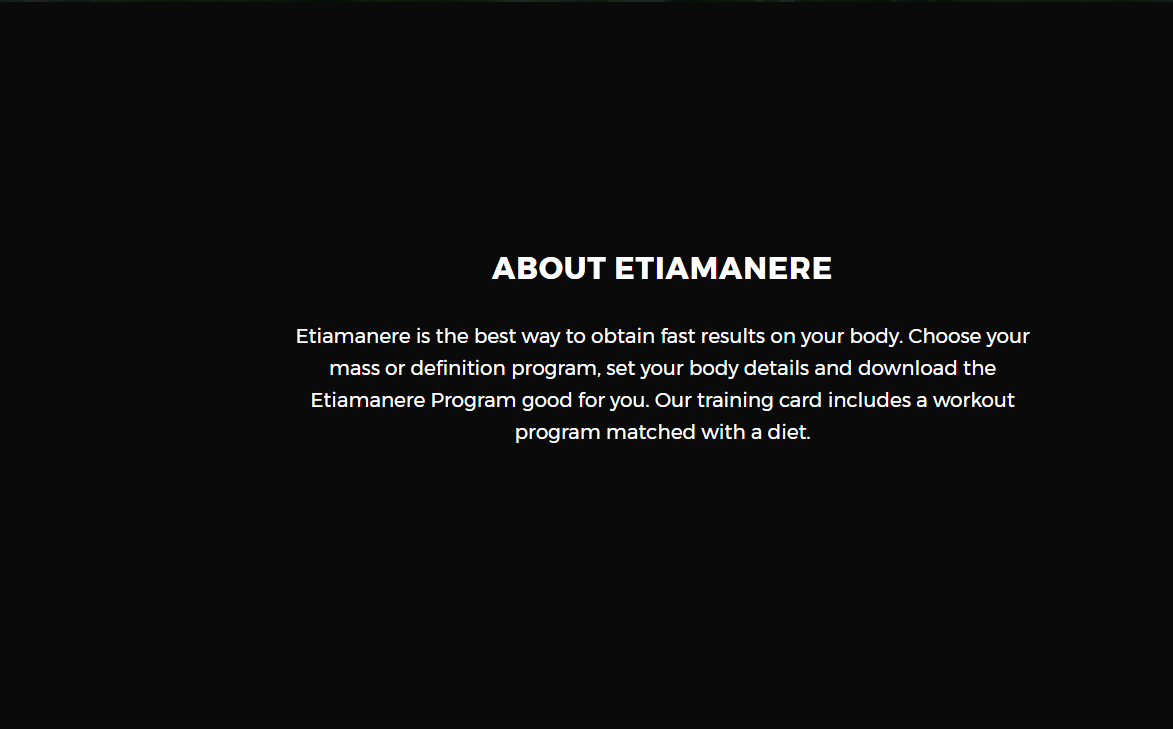 ABOUT ETIAMANERE
Etiamanere is the best way to obtain fast results on your body. Choose your
mass or definition program, set your body details and download the
Etiamanere Program good for you. Our training card includes a workout
program matched with a diet.